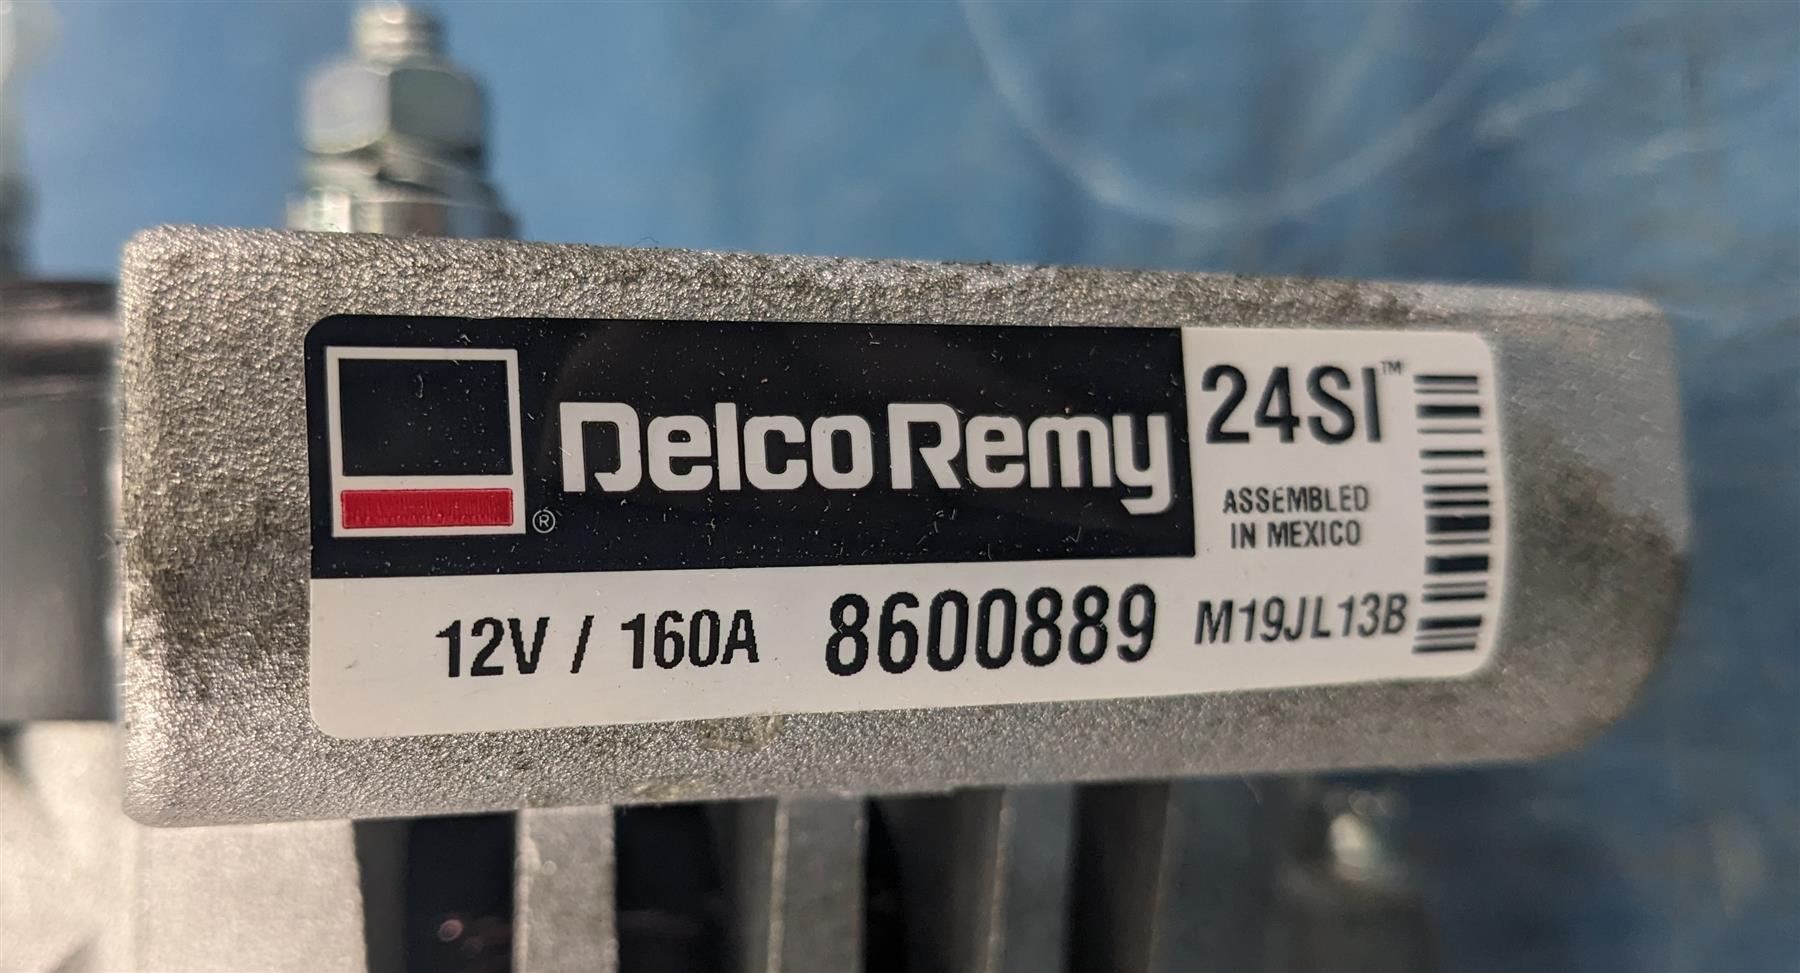 Delco Remy ®
24SI™
ASSEMBLED
IN MEXICO
12V / 160A 8600889 M19JL13B